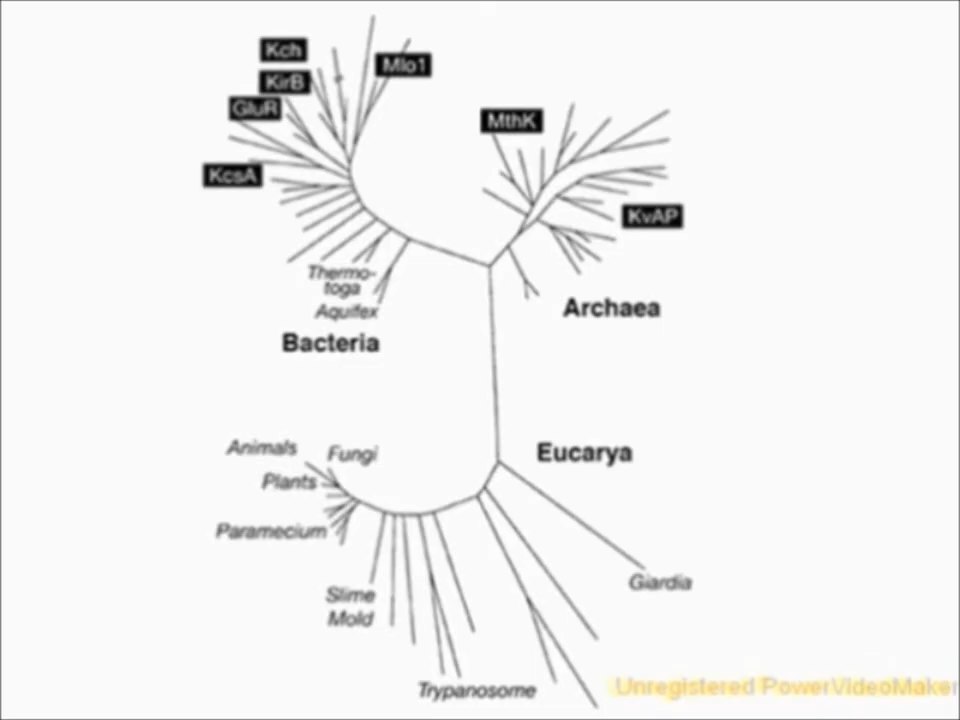 Kch
Mlo1
KirB
GluR
MthK
KcsA
KvAP
Thermo-
toga
Aquifex
Archaea
Bacteria
Animals
Fungi
Eucarya
Plants
Paramecium
Giardia
Slime
Mold
Trypanosome
Unregistered PowerVideoMaker